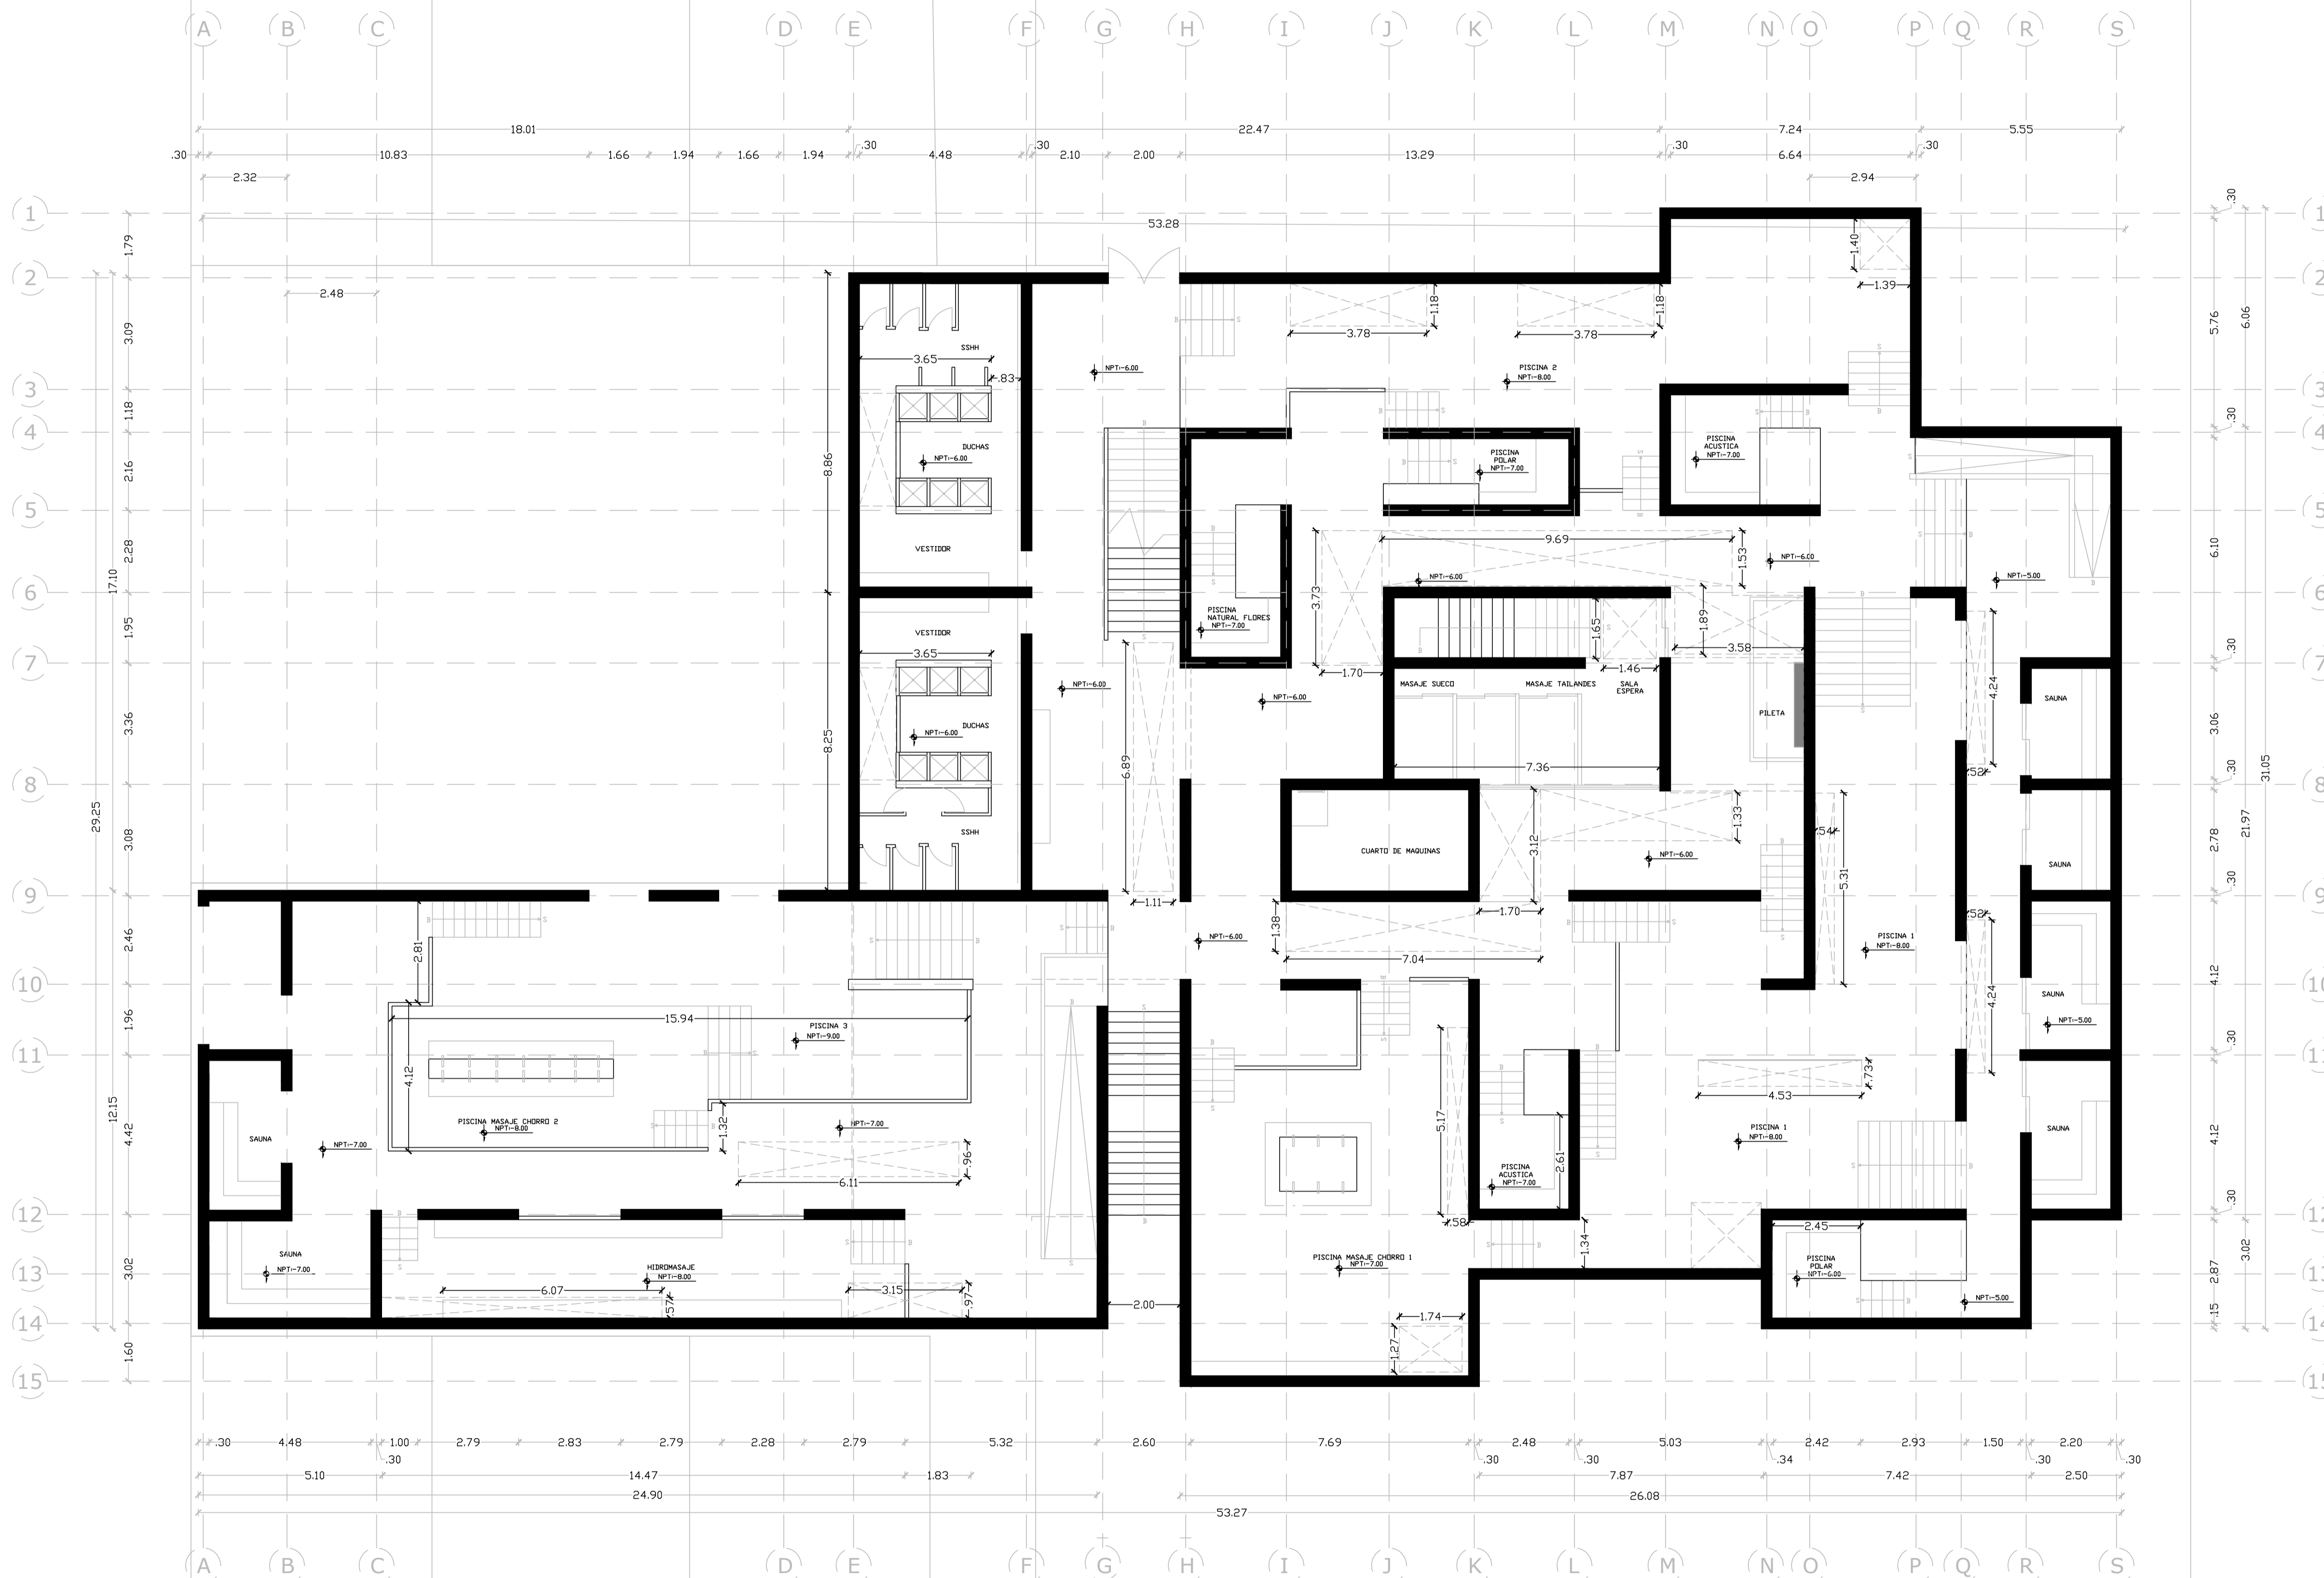 A B C D E F G H I J K L M N O P Q R S
18.01 22.47 7.24 5.55
.30 10.83 1.66 1.94 1.66 1.94 .30 4.48 .30 2.10 2.00 13.29 .30 6.64 .30
2.32 2.94
53.28
2.48
1 2 3 4 5 6 7 8 9 10 11 12 13 14 15
1.79
3.09
1.18
2.16
2.28
1.95
3.36
3.08
2.46
1.96
4.42
3.02
1.60
17.10
12.15
29.25
8.86
8.25
SSHH
3.65
.83
DUCHAS
NPT:-6.00
VESTIDOR
VESTIDOR
3.65
DUCHAS
NPT:-6.00
SSHH
NPT:-6.00
NPT:-6.00
6.89
1.11
NPT:-6.00
NPT:-6.00
3.78
1.18
3.78
1.18
PISCINA 2
NPT:-8.00
1.40
1.39
PISCINA
POLAR
NPT:-7.00
PISCINA
ACUSTICA
NPT:-7.00
PISCINA
NATURAL FLORES
NPT:-7.00
9.69
1.53
NPT:-6.00
NPT:-6.00
3.73
1.70
1.65
1.46
1.89
3.58
MASAJE SUECO
MASAJE TAILANDES
SALA
ESPERA
7.36
PILETA
CUARTO DE MAQUINAS
3.12
1.70
1.33
NPT:-6.00
1.38
7.04
.54
5.31
NPT:-5.00
4.24
.52
SAUNA
SAUNA
.52
4.24
PISCINA 1
NPT:-8.00
SAUNA
NPT:-5.00
SAUNA
2.81
15.94
PISCINA 3
NPT:-9.00
4.12
PISCINA MASAJE CHORRO 2
NPT:-8.00
1.32
NPT:-7.00
.96
6.11
SAUNA
NPT:-7.00
SAUNA
NPT:-7.00
HIDROMASAJE
NPT:-8.00
6.07
.57
3.15
.97
2.00
5.17
.58
PISCINA MASAJE CHORRO 1
NPT:-7.00
1.74
1.27
PISCINA
ACUSTICA
NPT:-7.00
2.61
1.34
.73
4.53
PISCINA 1
NPT:-8.00
2.45
PISCINA
POLAR
NPT:-6.00
NPT:-5.00
.30
5.76
.30
6.10
.30
3.06
.30
2.78
.30
4.12
.30
4.12
.30
2.87
.15
6.06
21.97
3.02
31.05
1 2 3 4 5 6 7 8 9 10 11 12 13 14 15
.30 4.48 .30 1.00 2.79 2.83 2.79 2.28 2.79 5.32 2.60 7.69 .30 2.48 .30 5.03 .34 2.42 2.93 1.50 .30 2.20 .30
5.10 14.47 1.83 7.87 7.42 2.50
24.90 26.08
53.27
A B C D E F G H I J K L M N O P Q R S